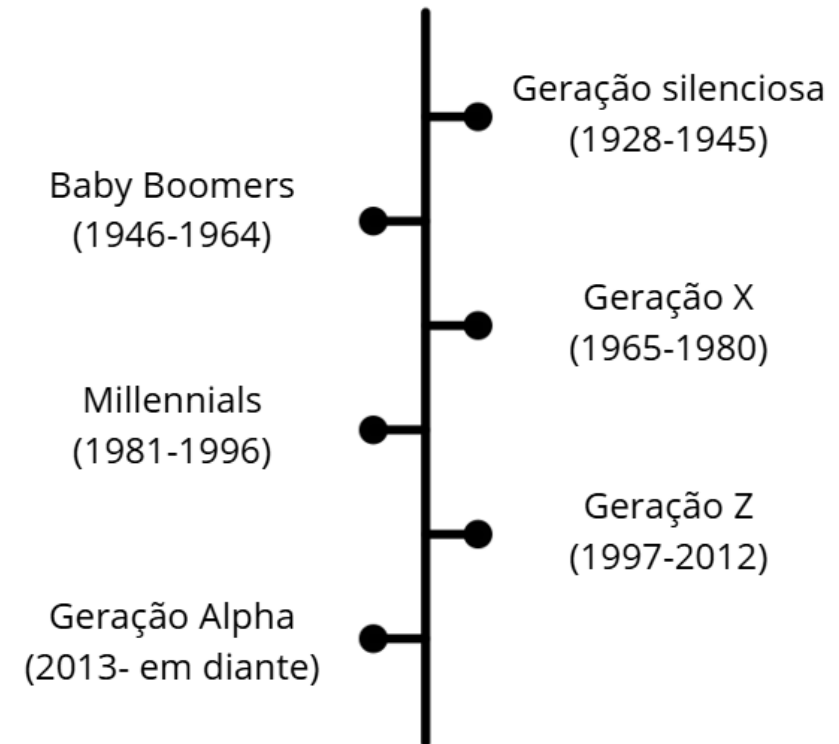 Geração silenciosa
(1928-1945)
Baby Boomers
(1946-1964)
Geração X
(1965-1980)
Millennials
(1981-1996)
Geração Z
(1997-2012)
Geração Alpha
(2013- em diante)